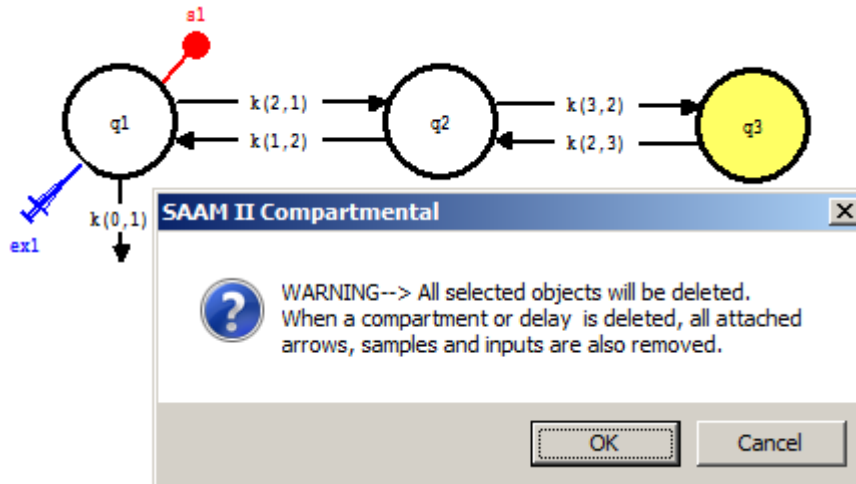 s1
k(2,1)
k(3,2)
q1
q2
q3
k(1,2)
k(2,3)
k(0,1)
ex1
SAAM II Compartmental
WARNING--> All selected objects will be deleted.
When a compartment or delay is deleted, all attached
arrows, samples and inputs are also removed.
OK
Cancel